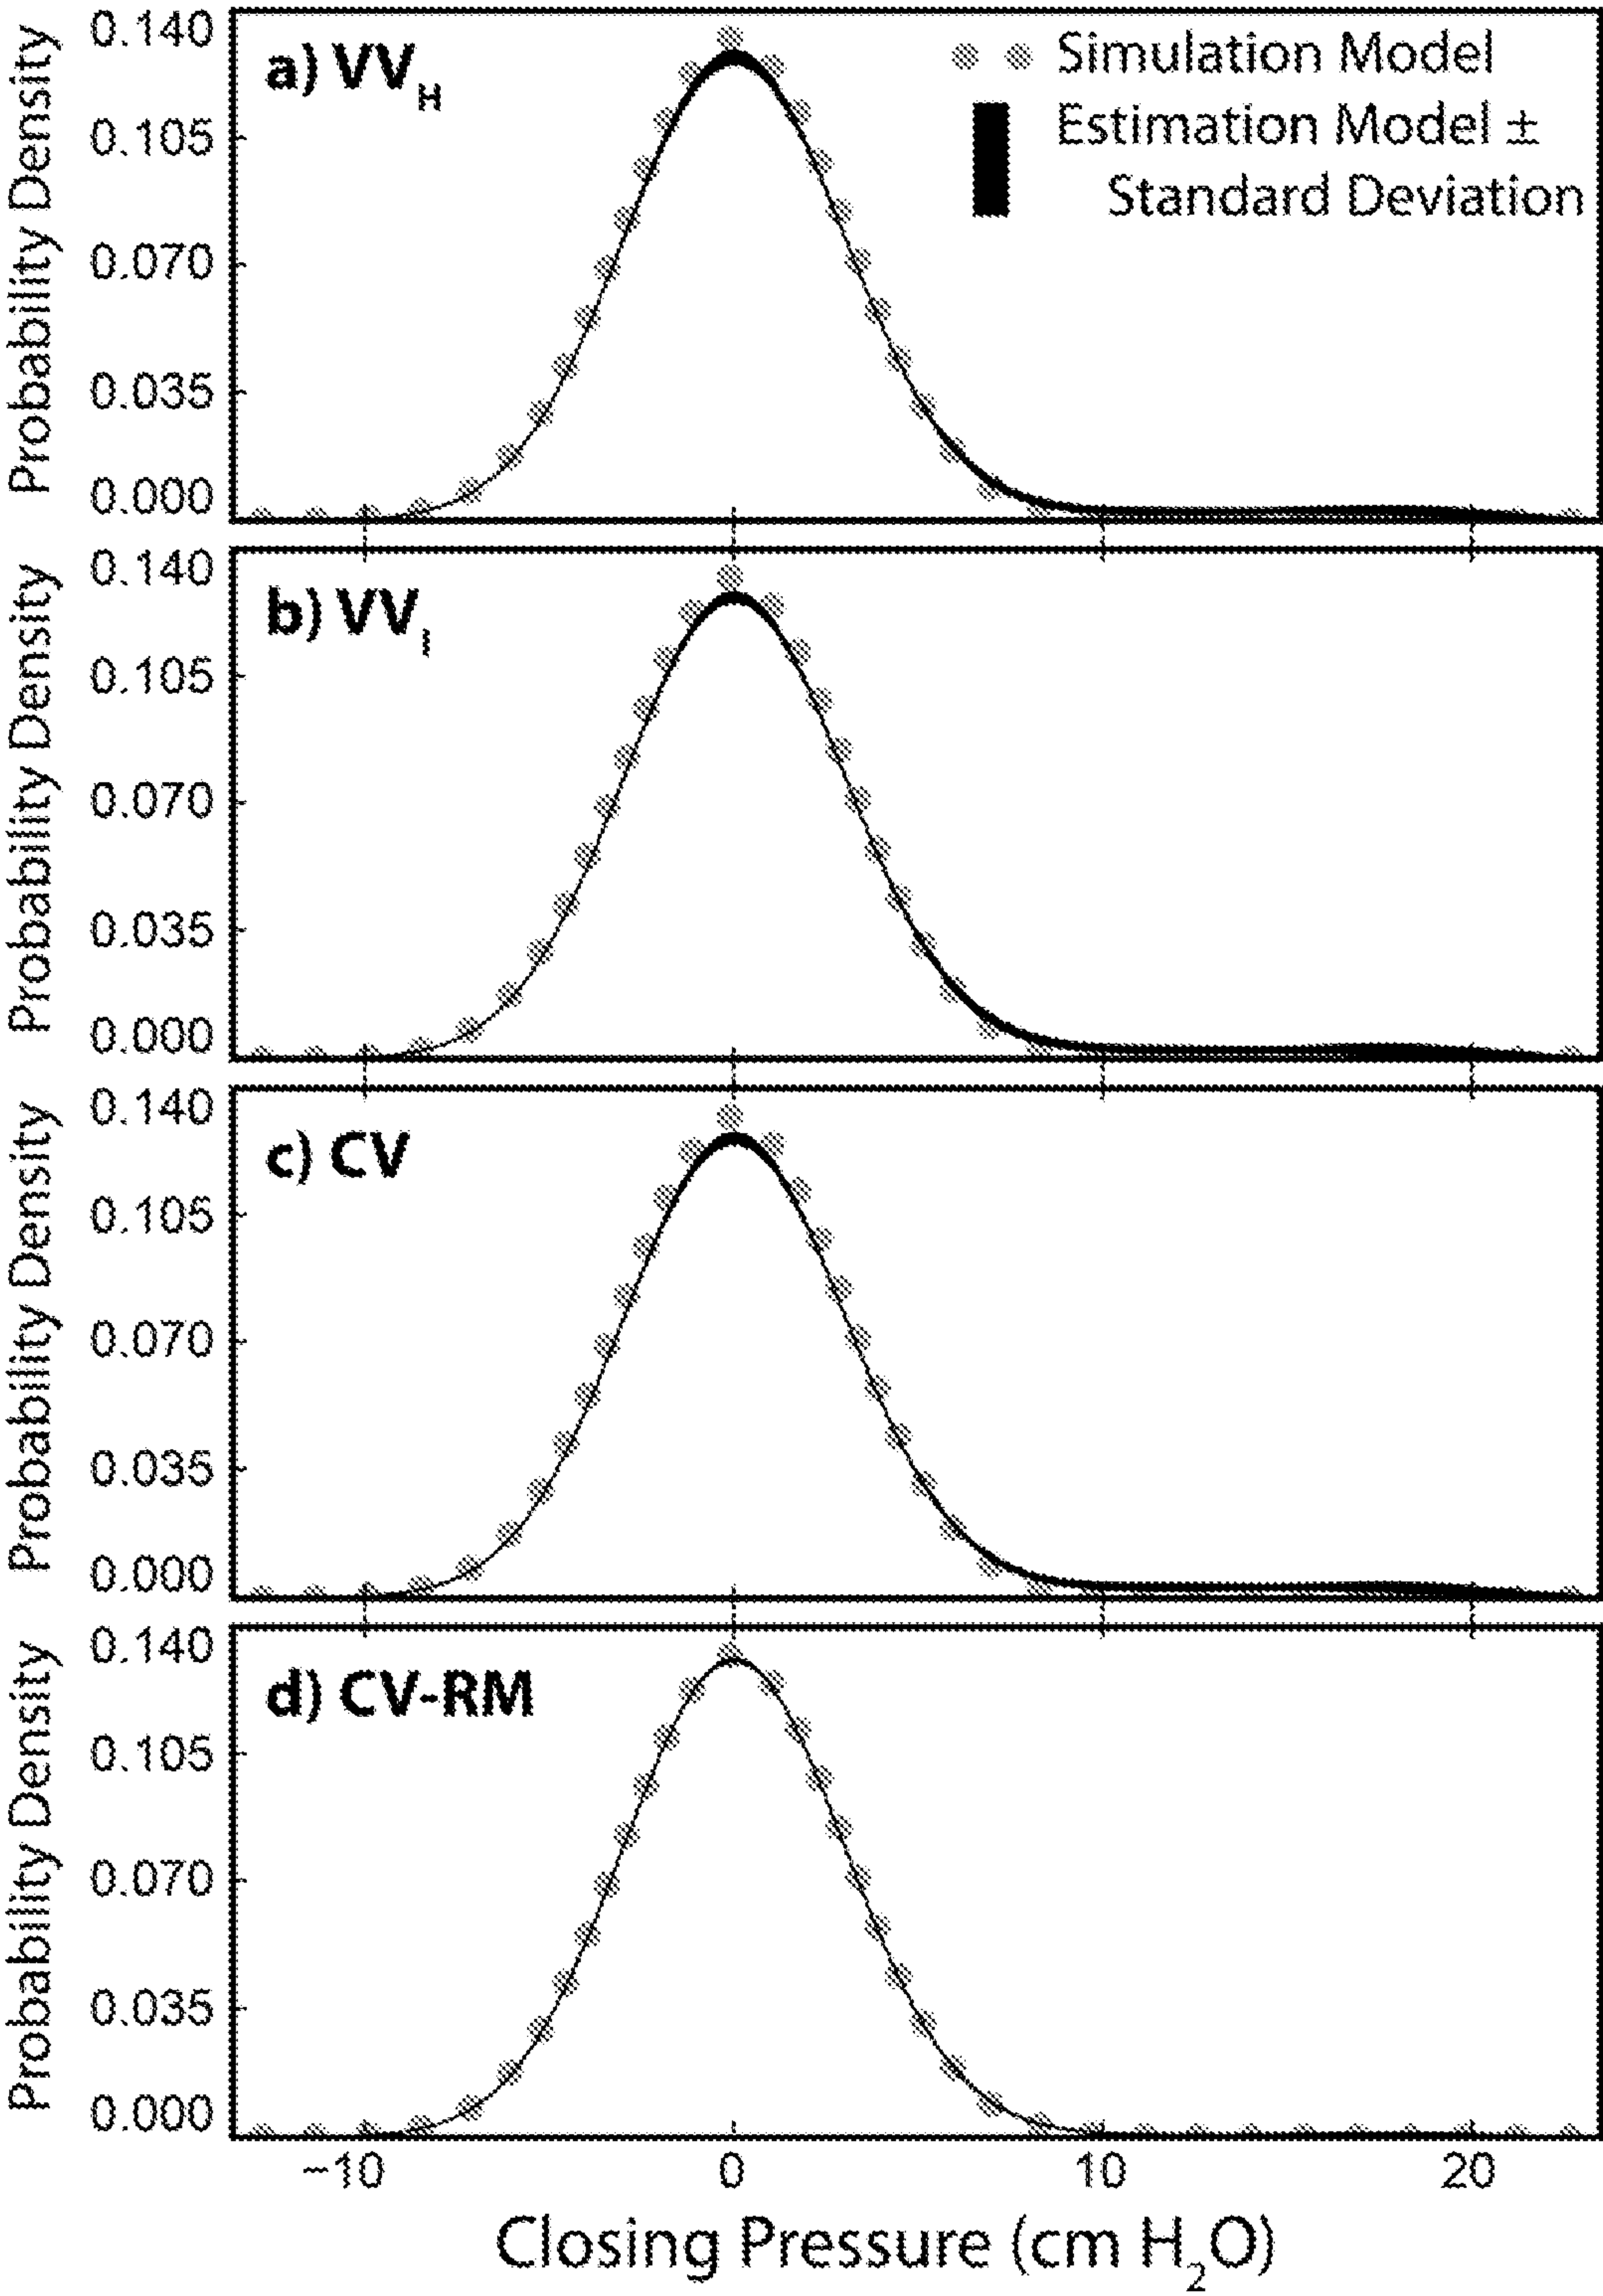 Probability Density
0.140
0.105
0.070
0.035
0.000
a) VV_H
Simulation Model
Estimation Model ±
Standard Deviation
Probability Density
0.140
0.105
0.070
0.035
0.000
b) VV_I
Probability Density
0.140
0.105
0.070
0.035
0.000
c) CV
Probability Density
0.140
0.105
0.070
0.035
0.000
d) CV-RM
−10 0 10 20
Closing Pressure (cm H₂O)